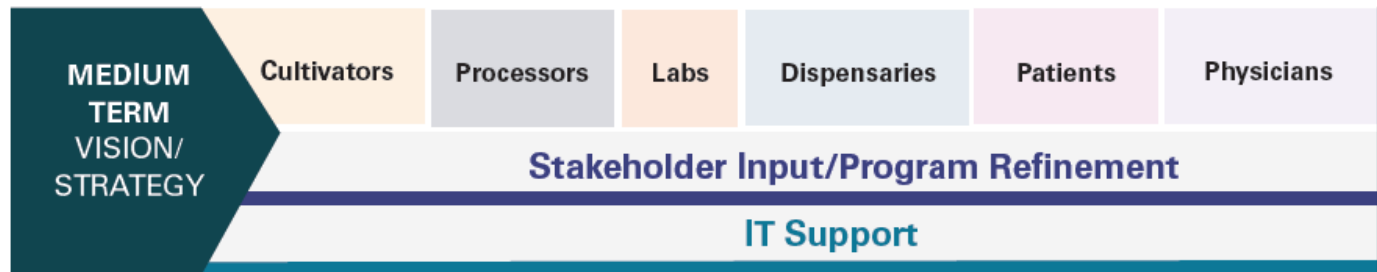 MEDIUM
TERM
VISION/
STRATEGY
Cultivators
Processors
Labs
Dispensaries
Patients
Physicians
Stakeholder Input/Program Refinement
IT Support